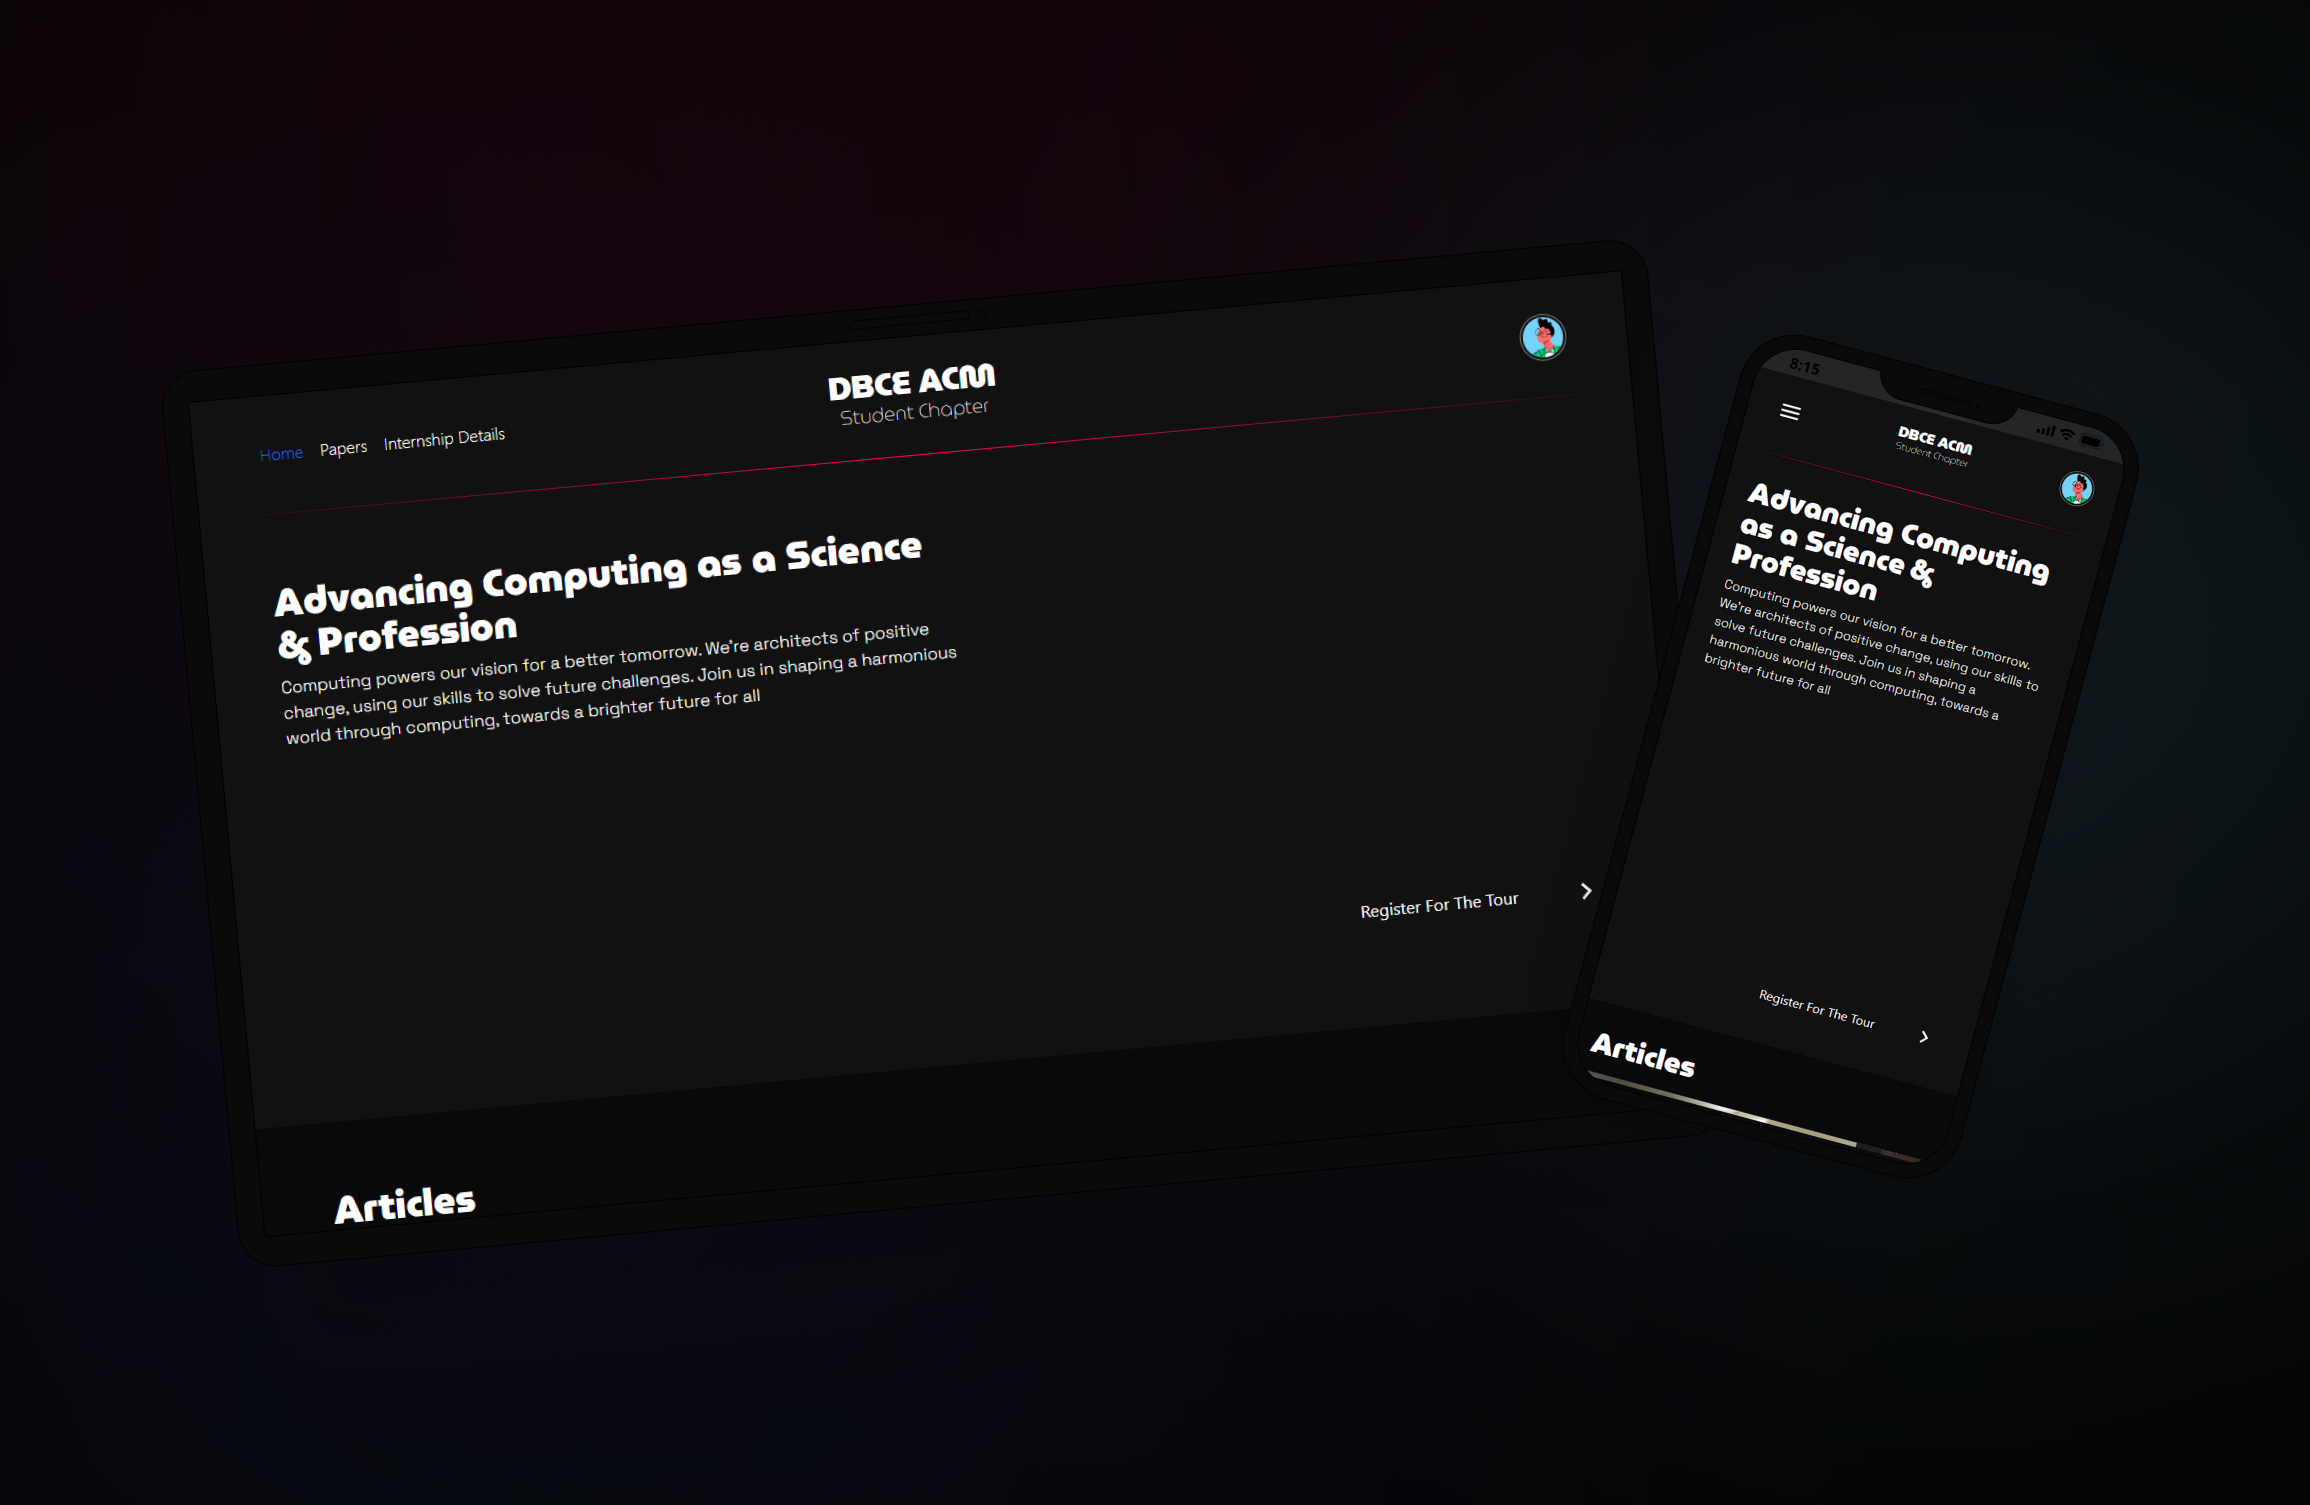 DBCE ACM
Student Chapter
Home Papers Internship Details
Advancing Computing as a Science
& Profession
Computing powers our vision for a better tomorrow. We're architects of positive
change, using our skills to solve future challenges. Join us in shaping a harmonious
world through computing, towards a brighter future for all
Register For The Tour
Articles
8:15
DBCE ACM
Student Chapter
Advancing Computing
as a Science &
Profession
Computing powers our vision for a better tomorrow.
We're architects of positive change, using our skills to
solve future challenges. Join us in shaping a
harmonious world through computing, towards a
brighter future for all
Register For The Tour
Articles